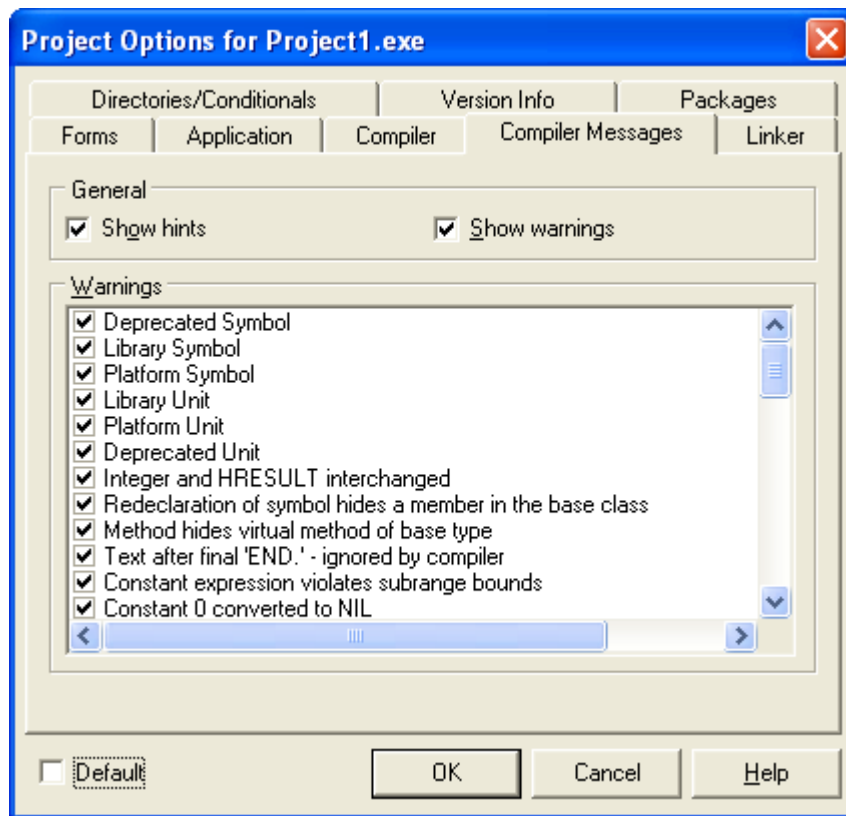 Project Options for Project1.exe
Directories/Conditionals Version Info Packages
Forms Application Compiler Compiler Messages Linker
General
Show hints Show warnings
Warnings
Deprecated Symbol
Library Symbol
Platform Symbol
Library Unit
Platform Unit
Deprecated Unit
Integer and HRESULT interchanged
Redeclaration of symbol hides a member in the base class
Method hides virtual method of base type
Text after final 'END.' - ignored by compiler
Constant expression violates subrange bounds
Constant 0 converted to NIL
Default OK Cancel Help